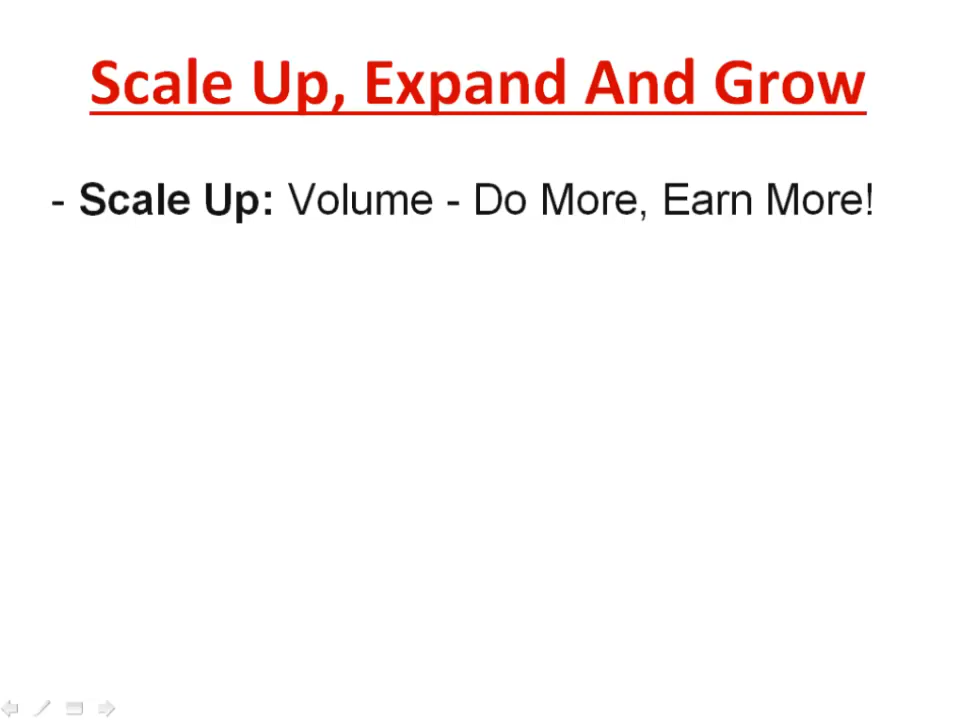 Scale Up, Expand And Grow
- Scale Up: Volume - Do More, Earn More!